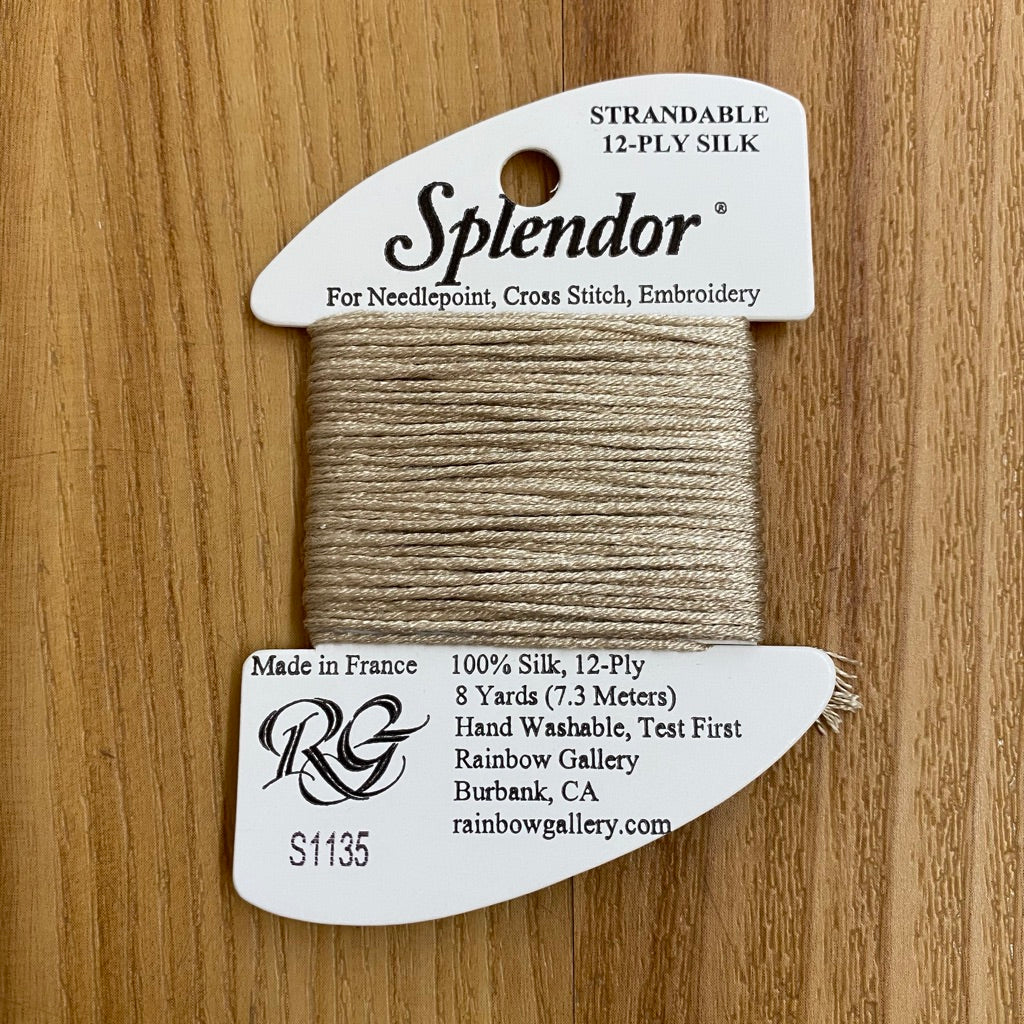 STRANDABLE
12-PLY SILK
Splendor ®
For Needlepoint, Cross Stitch, Embroidery
Made in France
RG
S1135
100% Silk, 12-Ply
8 Yards (7.3 Meters)
Hand Washable, Test First
Rainbow Gallery
Burbank, CA
rainbowgallery.com